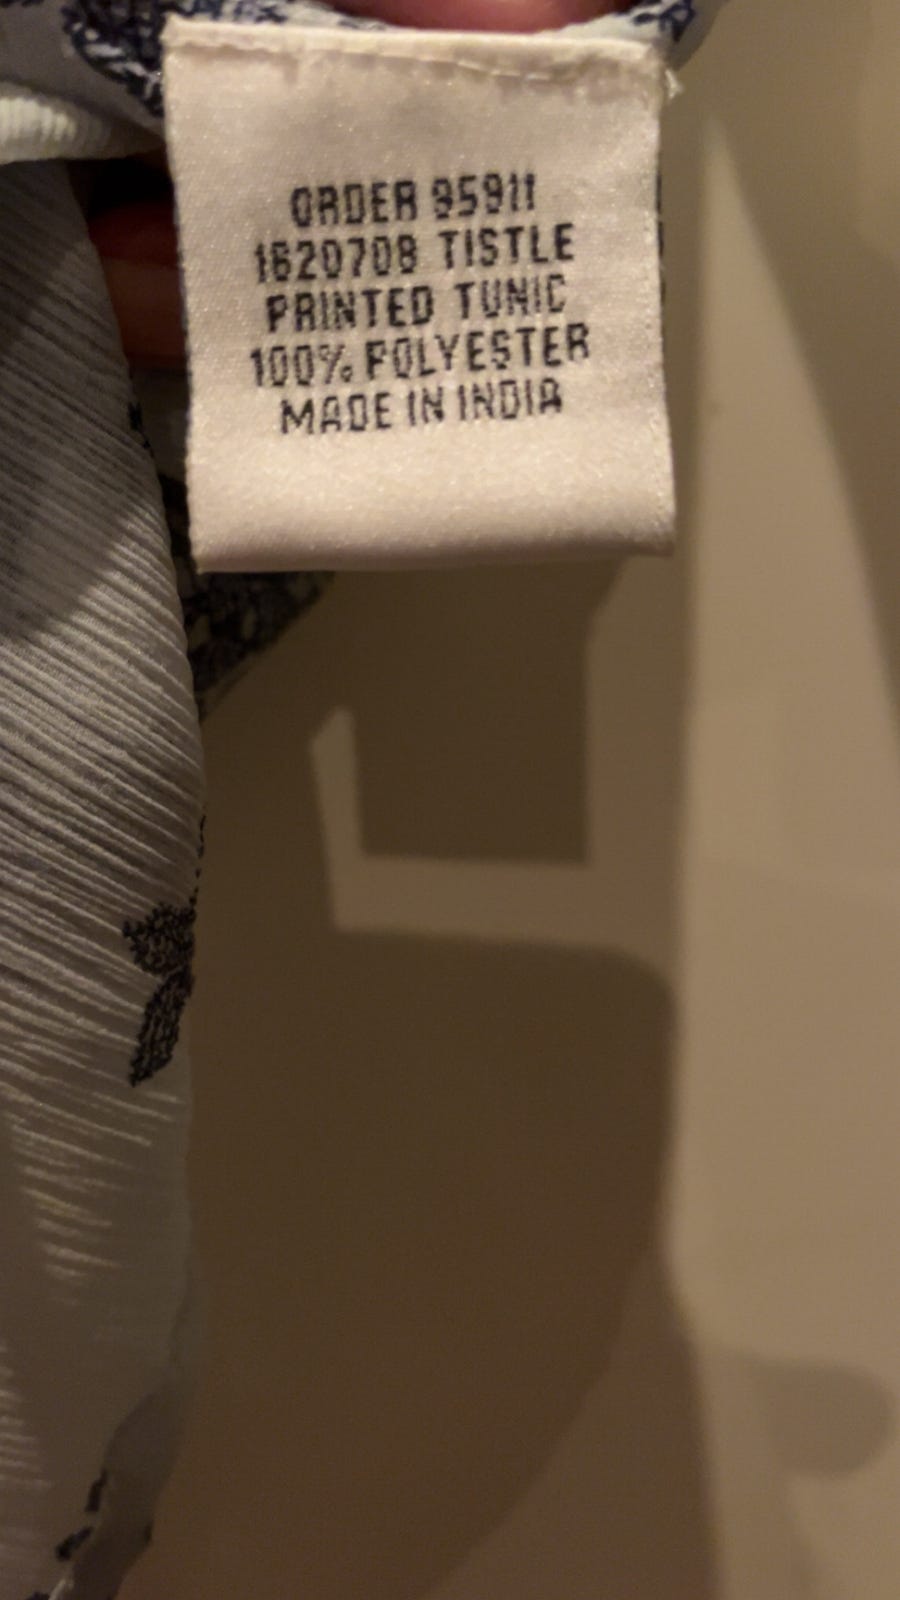 ORDER 95911
1620708 TISTLE
PRINTED TUNIC
100% POLYESTER
MADE IN INDIA